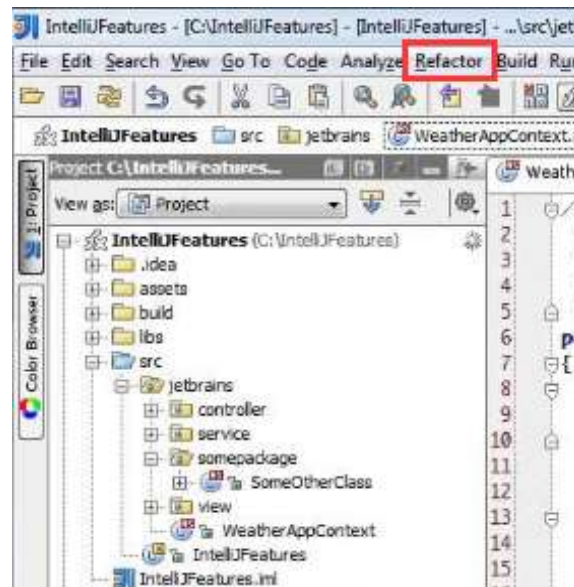 IntelliJFeatures - [C:\IntelliJFeatures] - [IntelliJFeatures] - ...\src\jet
File Edit Search View Go To Code Analyze Refactor Build Ru
IntelliJFeatures src jetbrains WeatherAppContext.
Project C:\IntelliJFeatures... Weath
1: Project
View as: Project
Color Browser
IntelliJFeatures (C:\IntelliJFeatures)
.idea
assets
build
libs
src
jetbrains
controller
service
somepackage
SomeOtherClass
view
WeatherAppContext
IntelliJFeatures
IntelliJFeatures.iml
1 /
2
3
4
5
6 p
7 {
8
9
10
11
12
13
14
15